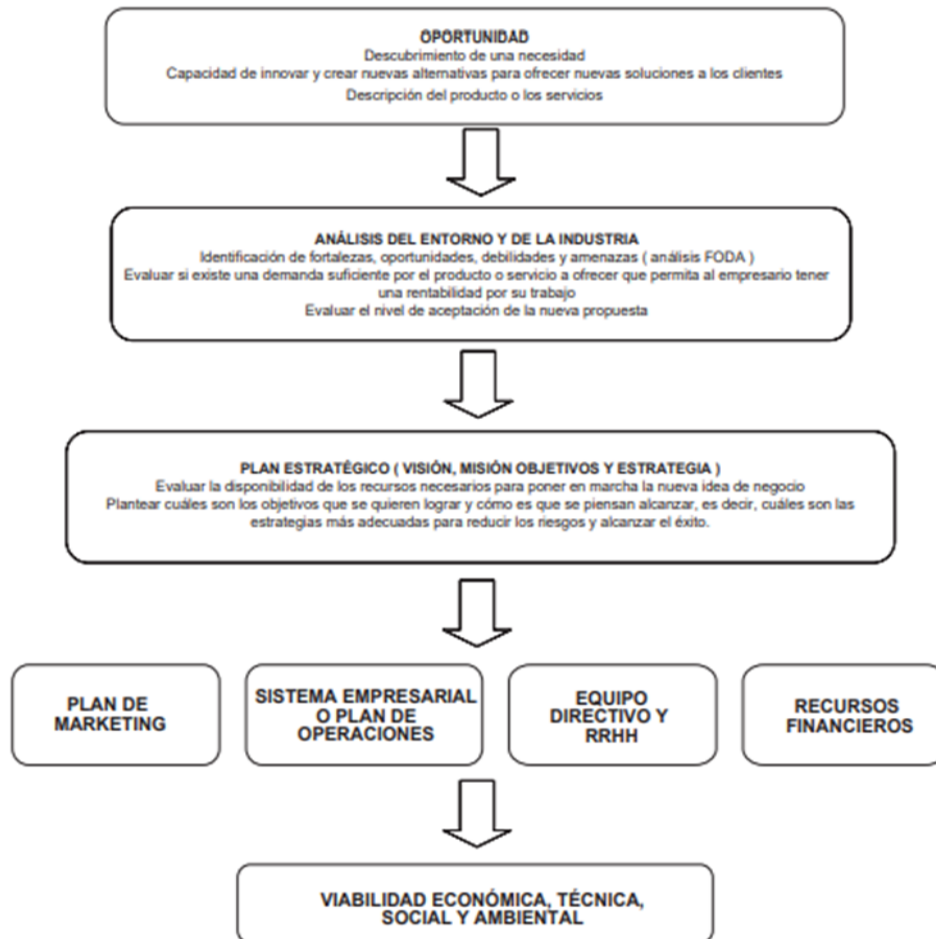 OPORTUNIDAD
Descubrimiento de una necesidad
Capacidad de innovar y crear nuevas alternativas para ofrecer nuevas soluciones a los clientes
Descripción del producto o los servicios
ANÁLISIS DEL ENTORNO Y DE LA INDUSTRIA
Identificación de fortalezas, oportunidades, debilidades y amenazas ( análisis FODA )
Evaluar si existe una demanda suficiente por el producto o servicio a ofrecer que permita al empresario tener
una rentabilidad por su trabajo
Evaluar el nivel de aceptación de la nueva propuesta
PLAN ESTRATÉGICO ( VISIÓN, MISIÓN OBJETIVOS Y ESTRATEGIA )
Evaluar la disponibilidad de los recursos necesarios para poner en marcha la nueva idea de negocio
Plantear cuáles son los objetivos que se quieren lograr y cómo es que se piensan alcanzar, es decir, cuáles son las
estrategias más adecuadas para reducir los riesgos y alcanzar el éxito.
PLAN DE
MARKETING
SISTEMA EMPRESARIAL
O PLAN DE
OPERACIONES
EQUIPO
DIRECTIVO Y
RRHH
RECURSOS
FINANCIEROS
VIABILIDAD ECONÓMICA, TÉCNICA,
SOCIAL Y AMBIENTAL